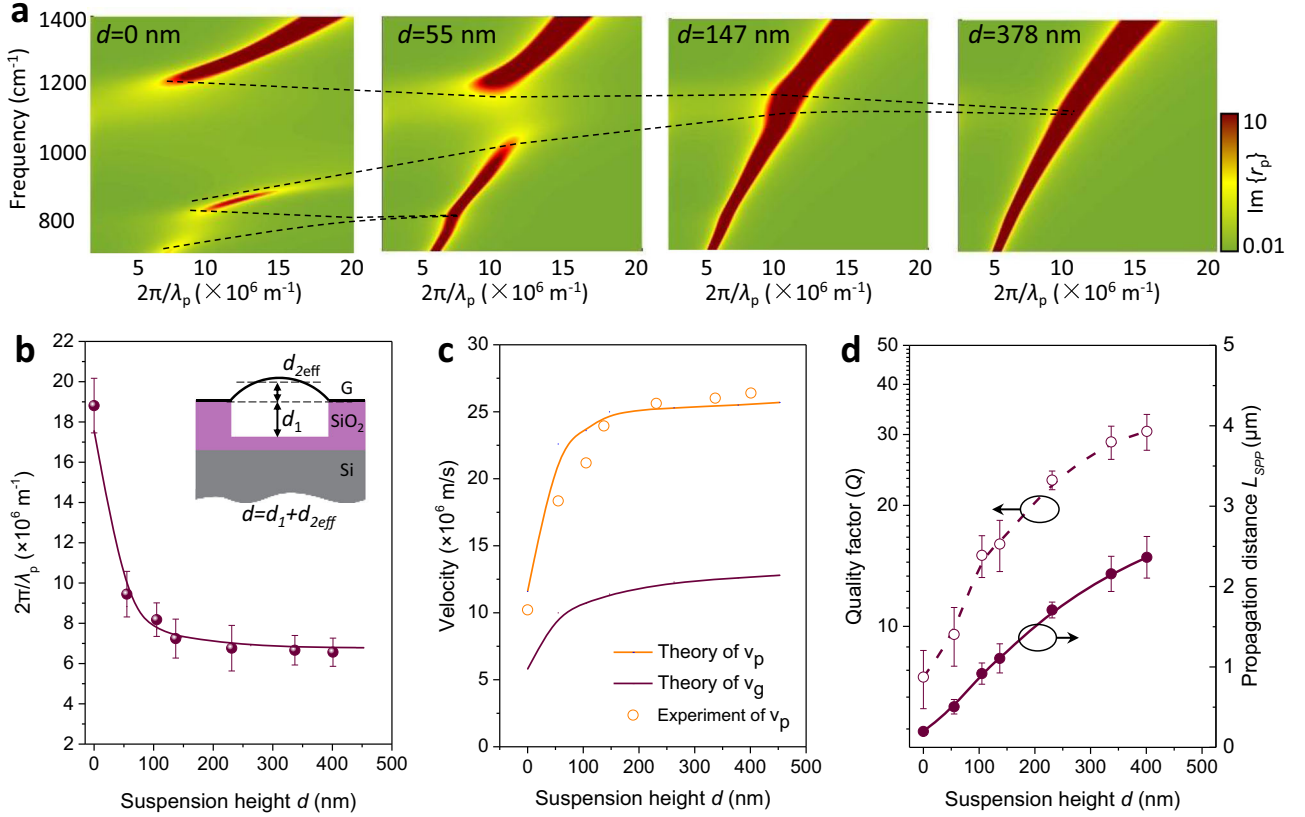 a
d=0 nm
d=55 nm
d=147 nm
d=378 nm
Frequency (cm⁻¹)
1400
1200
1000
800
5 10 15 20
5 10 15 20
5 10 15 20
5 10 15 20
2π/λₚ (×10⁶ m⁻¹)
2π/λₚ (×10⁶ m⁻¹)
2π/λₚ (×10⁶ m⁻¹)
2π/λₚ (×10⁶ m⁻¹)
10
0.01
Im {rₚ}
b
2π/λₚ (×10⁶ m⁻¹)
22
20
18
16
14
12
10
8
6
4
2
d2eff
G
d₁
SiO₂
Si
d=d₁+d2eff
0 100 200 300 400 500
Suspension height d (nm)
c
Velocity (×10⁶ m/s)
30
25
20
15
10
5
0
Theory of vₚ
Theory of v_g
Experiment of vₚ
0 100 200 300 400 500
Suspension height d (nm)
d
Quality factor (Q)
50
40
30
20
10
5
4
3
2
1
0
Propagation distance L_SPP (µm)
0 100 200 300 400 500
Suspension height d (nm)